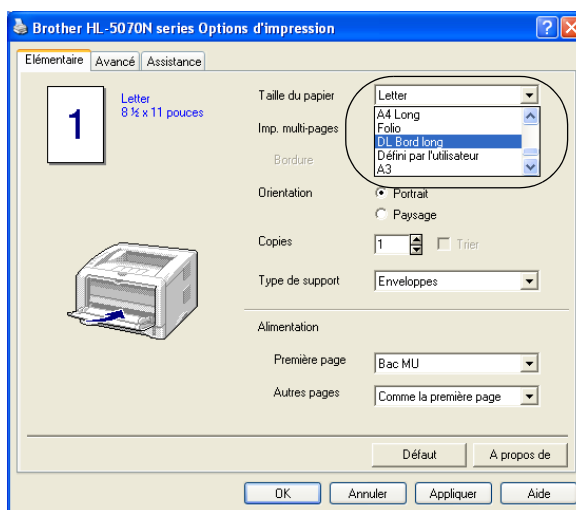 Brother HL-5070N series Options d'impression
Elémentaire Avancé Assistance
1
Letter
8 ½ x 11 pouces
Taille du papier Letter
A4 Long
Folio
DL Bord long
Défini par l'utilisateur
A3
Imp. multi-pages
Bordure
Orientation Portrait
Paysage
Copies 1 Trier
Type de support Enveloppes
Alimentation
Première page Bac MU
Autres pages Comme la première page
Défaut A propos de
OK Annuler Appliquer Aide